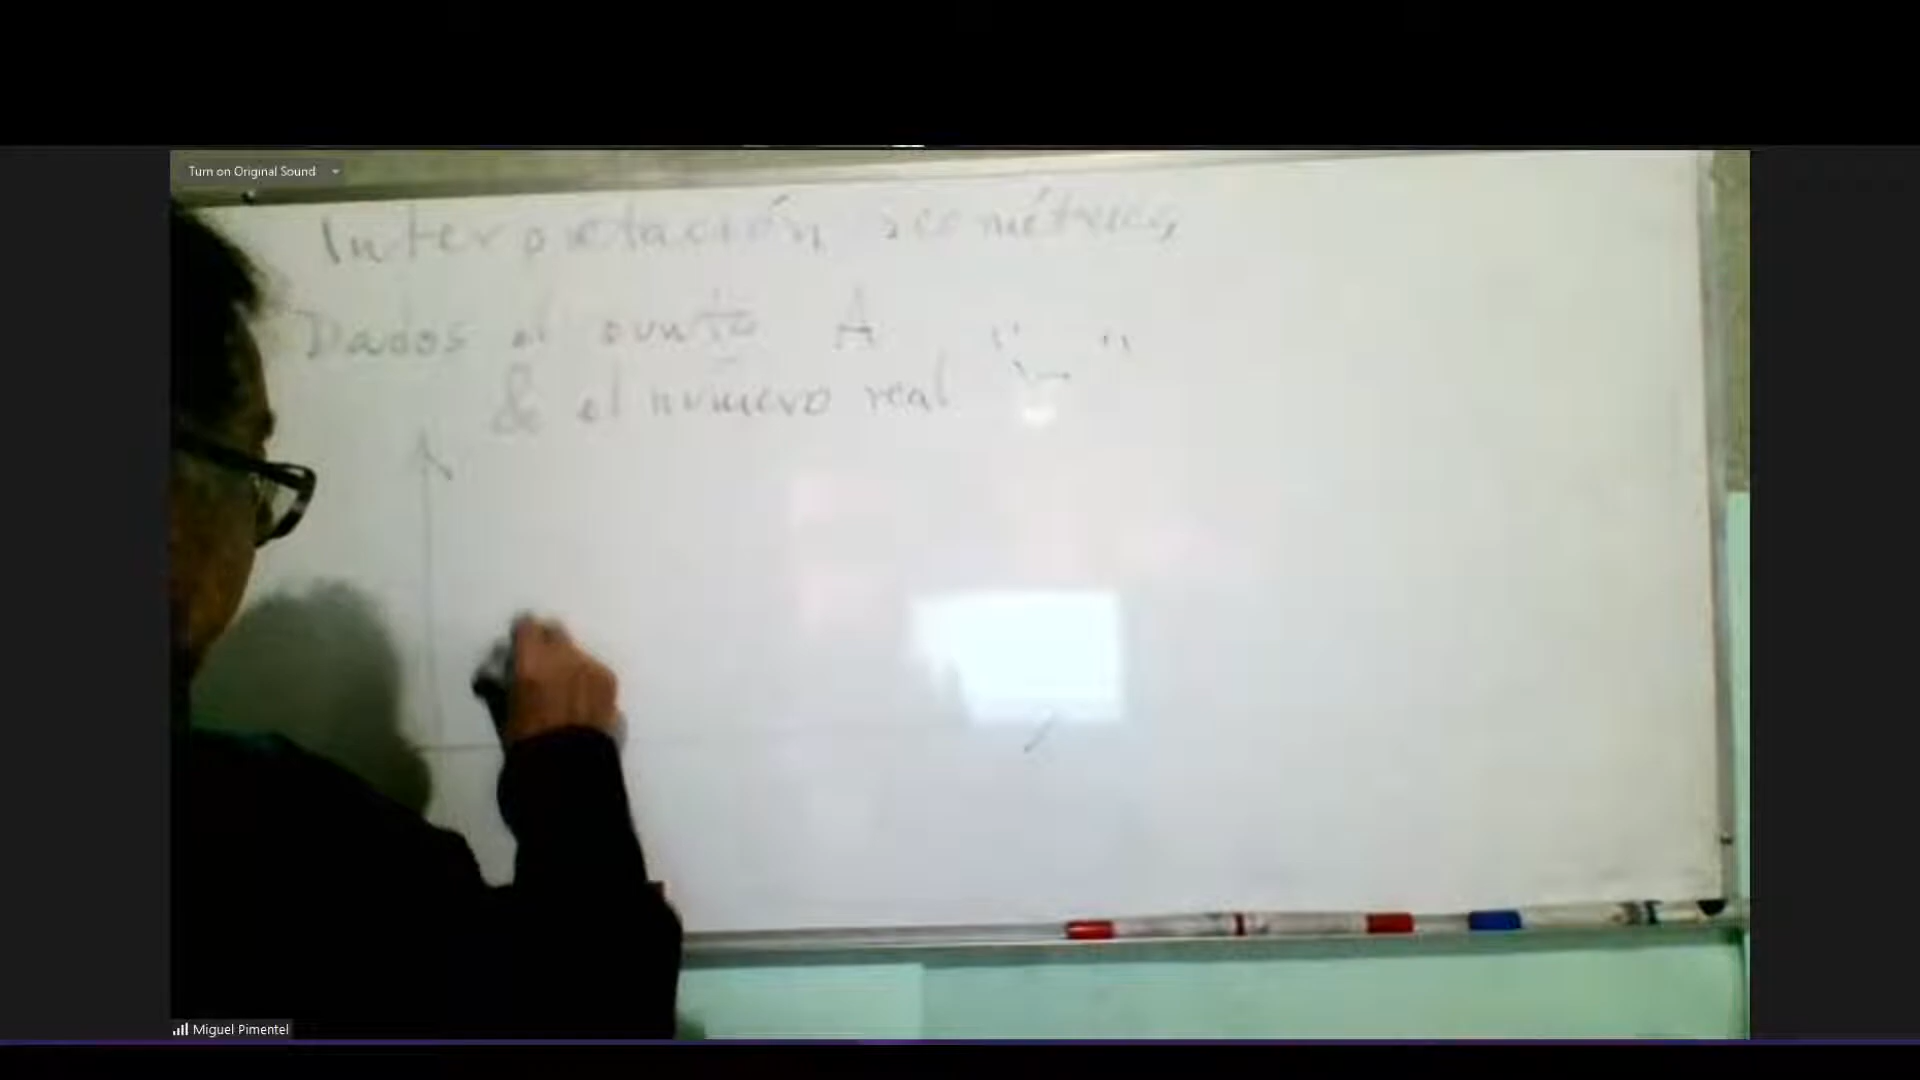 Turn on Original Sound
Interpretación geométrica
Dados el punto A
& el número real
Miguel Pimentel